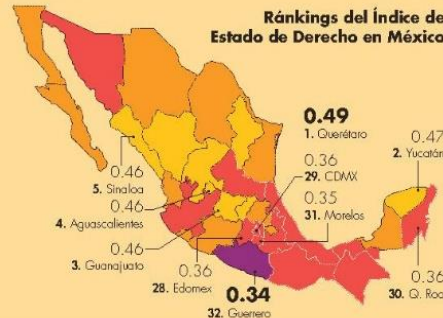 Ránkings del Índice de
Estado de Derecho en México
0.49
1. Querétaro
0.47
2. Yucatán
0.46
5. Sinaloa
0.36
29. CDMX
0.46
4. Aguascalientes
0.35
31. Morelos
0.46
3. Guanajuato
0.36
28. Edomex
0.34
32. Guerrero
0.36
30. Q. Roo